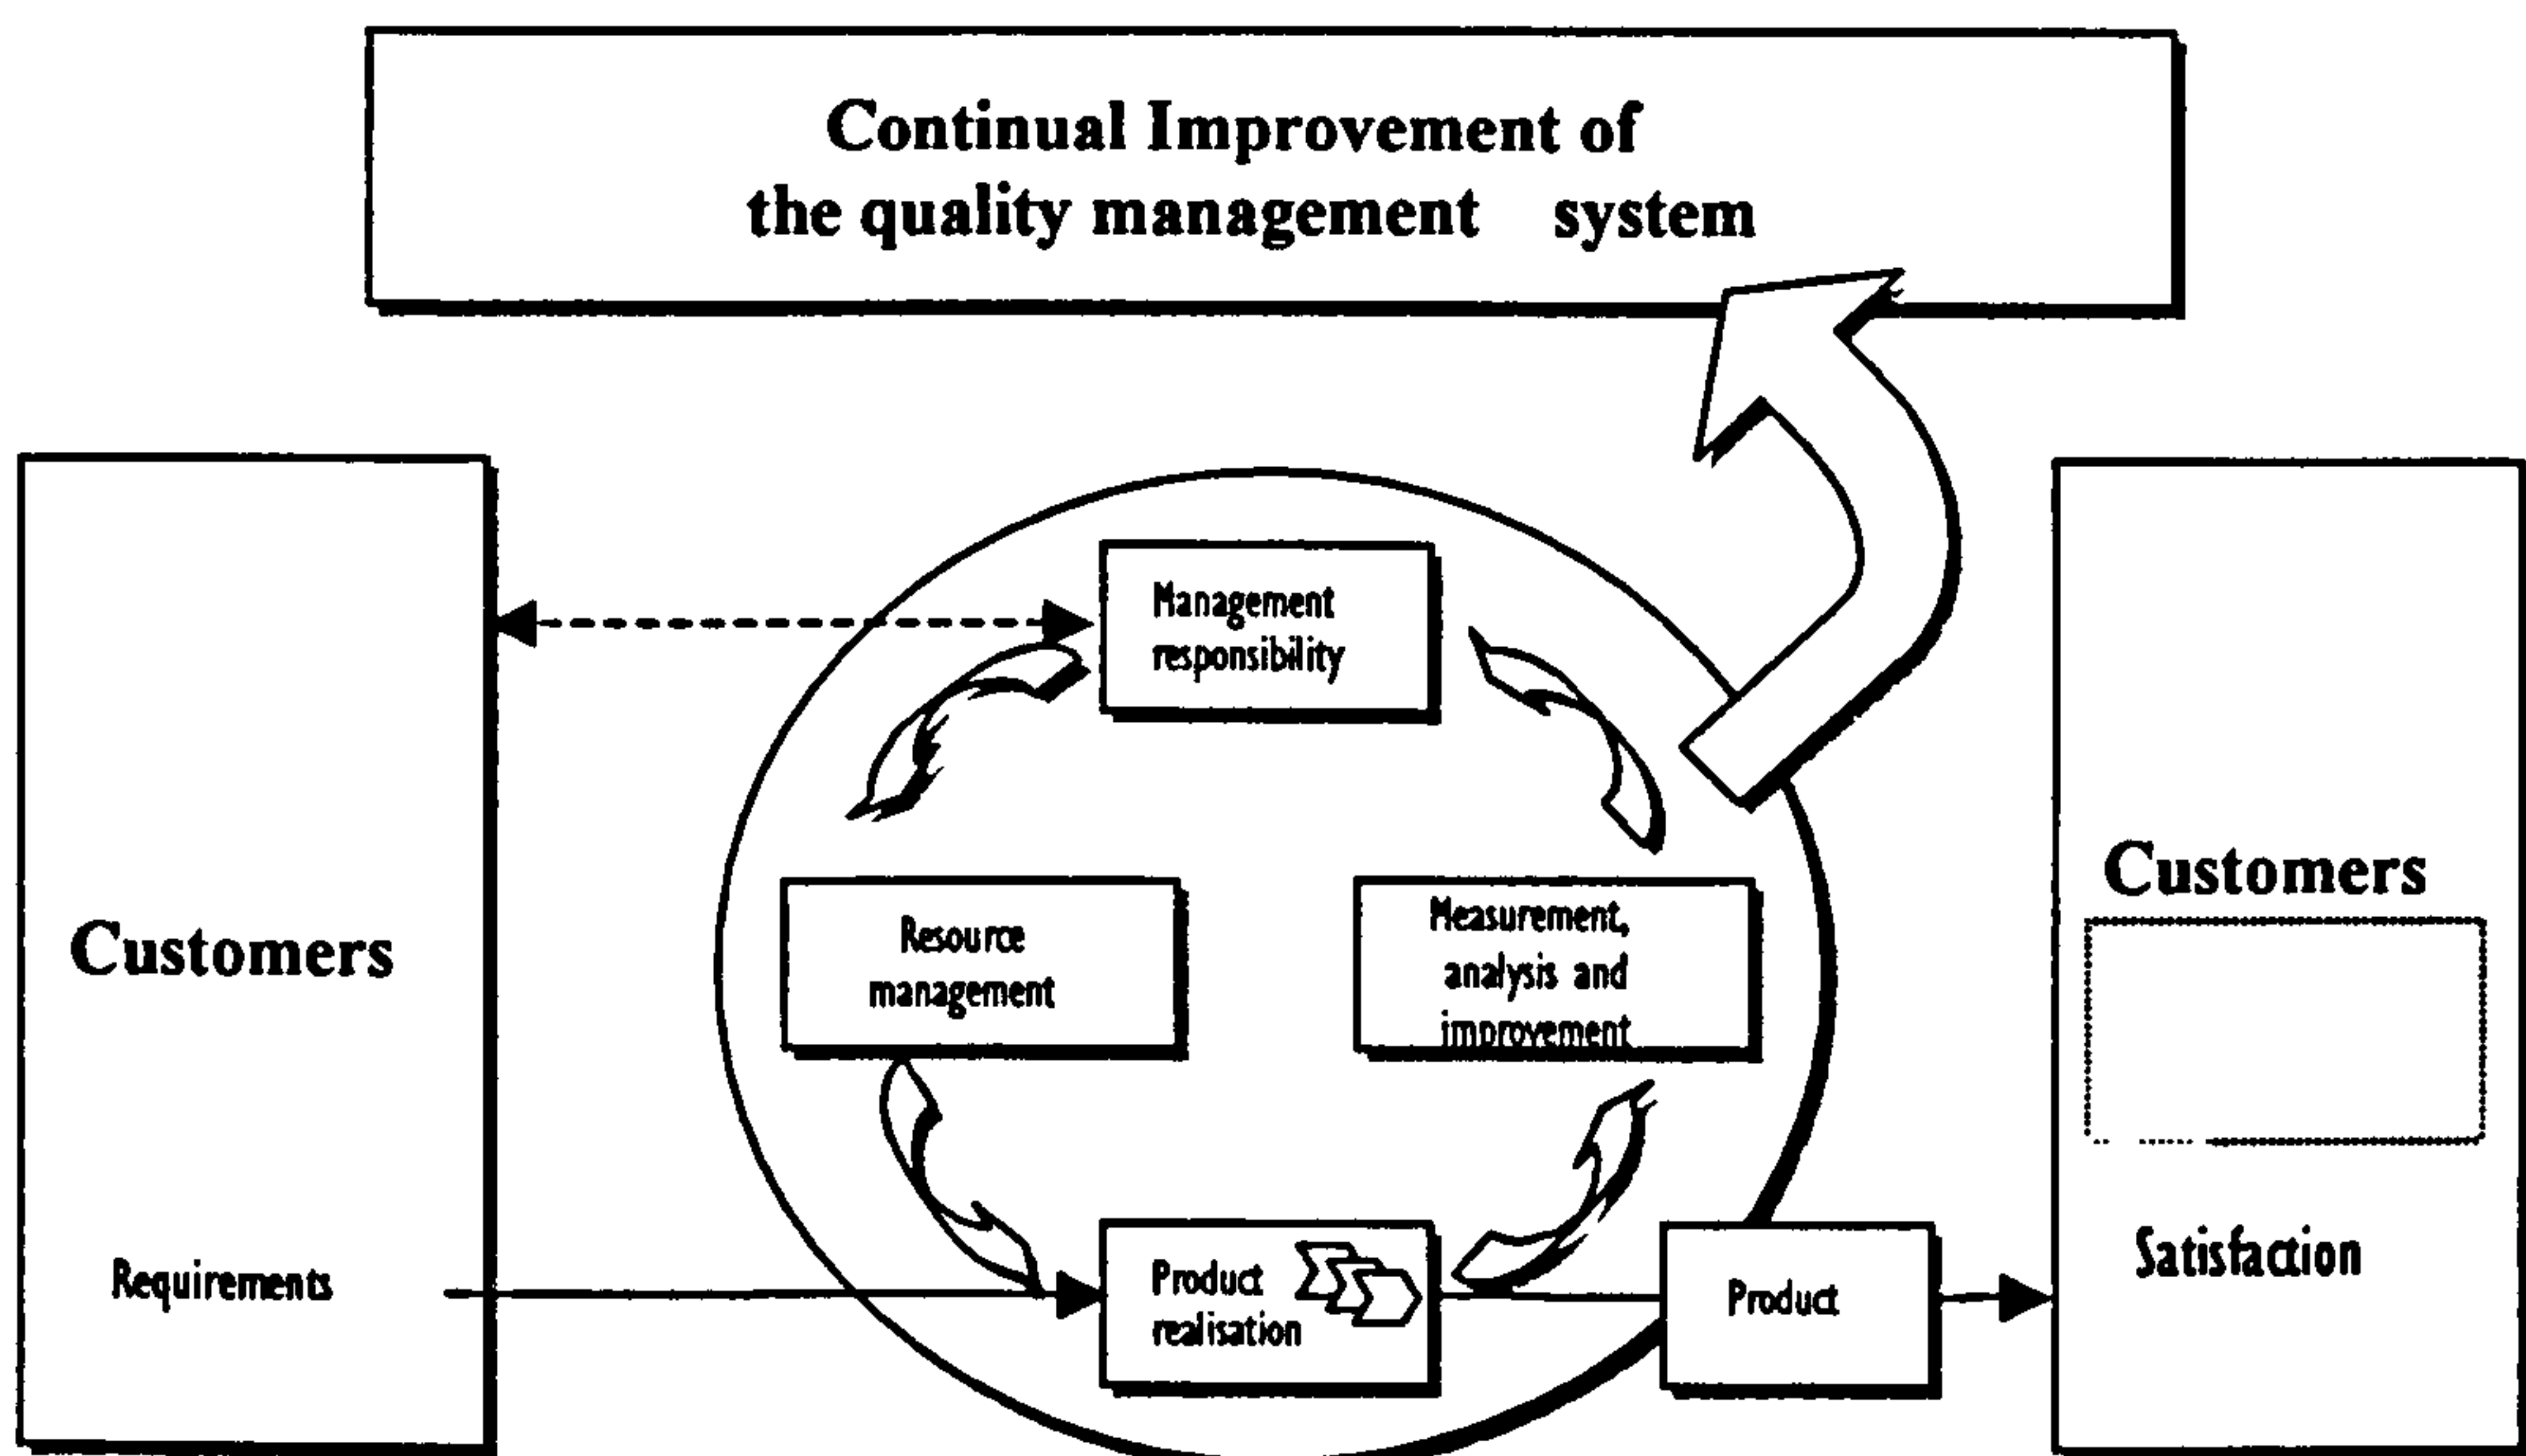 Continual Improvement of
the quality management system
Management
responsibility
Customers
Resource
management
Measurement,
analysis and
improvement
Customers
Requirements
Product
realisation
Product
Satisfaction